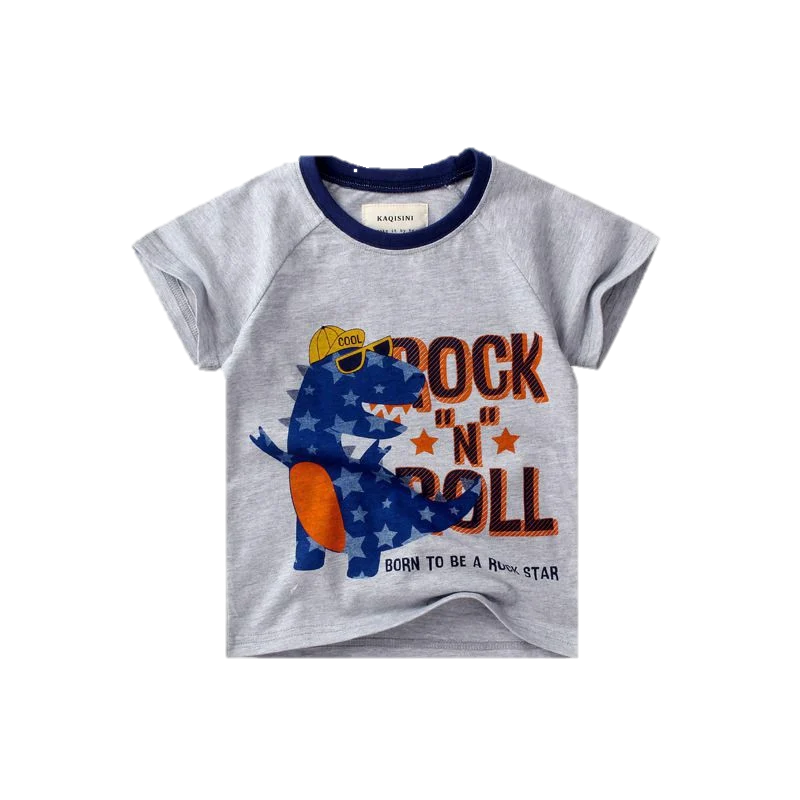 KAQISINI
COOL
ROCK
"N"
ROLL
BORN TO BE A ROCK STAR